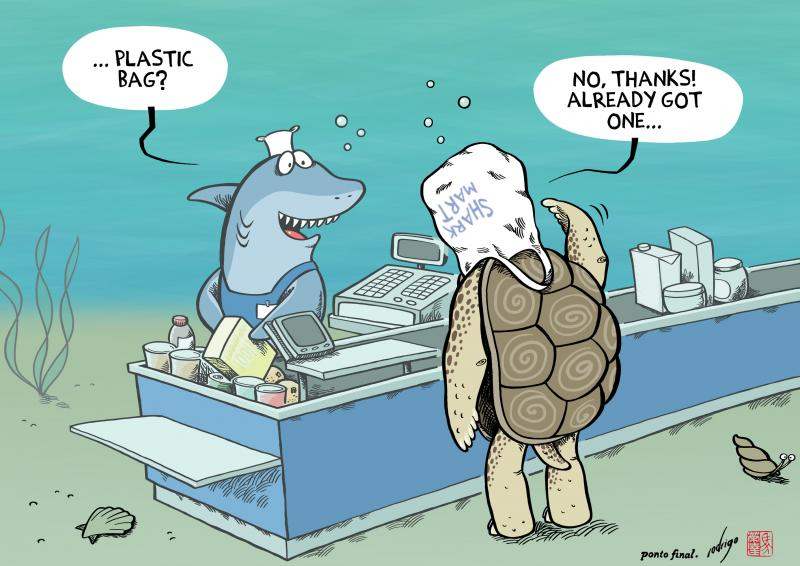 ... PLASTIC
BAG?
NO, THANKS!
ALREADY GOT
ONE...
SHARK
MART
ponto final. rodrigo